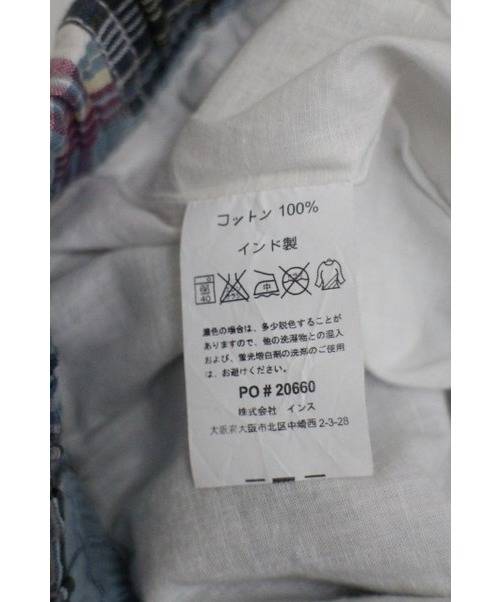 コットン 100%
インド製
40
中
濃色の場合は、多少脱色することが
ありますので、他の洗濯物との混入
および、蛍光増白剤の洗剤のご使用
は、お避けください。
PO # 20660
株式会社 インス
大阪府大阪市北区中崎西 2-3-28